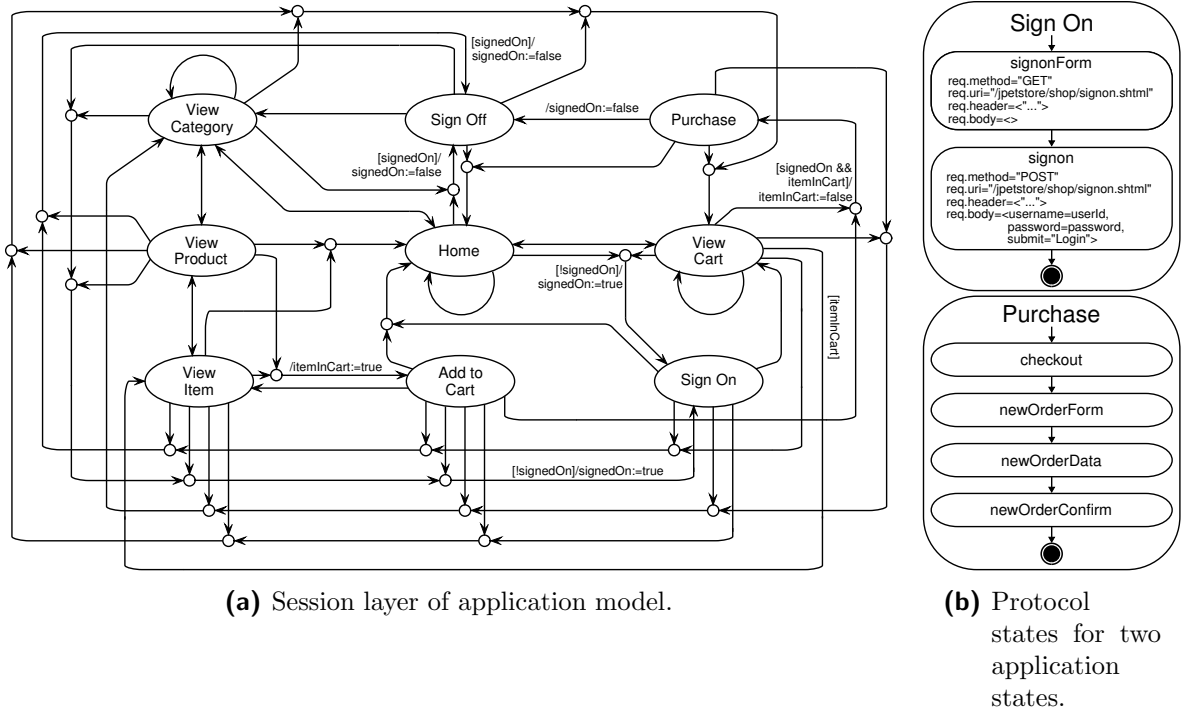 [signedOn]/
signedOn:=false
View
Category
Sign Off
/signedOn:=false
Purchase
[signedOn]/
signedOn:=false
[signedOn &&
itemInCart]/
itemInCart:=false
View
Product
Home
View
Cart
[!signedOn]/
signedOn:=true
[itemInCart]
View
Item
/itemInCart:=true
Add to
Cart
Sign On
[!signedOn]/signedOn:=true
(a) Session layer of application model.
Sign On
signonForm
req.method="GET"
req.uri="/jpetstore/shop/signon.shtml"
req.header=<"...">
req.body=<>
signon
req.method="POST"
req.uri="/jpetstore/shop/signon.shtml"
req.header=<"...">
req.body=<username=userId,
password=password,
submit="Login">
Purchase
checkout
newOrderForm
newOrderData
newOrderConfirm
(b) Protocol
states for two
application
states.